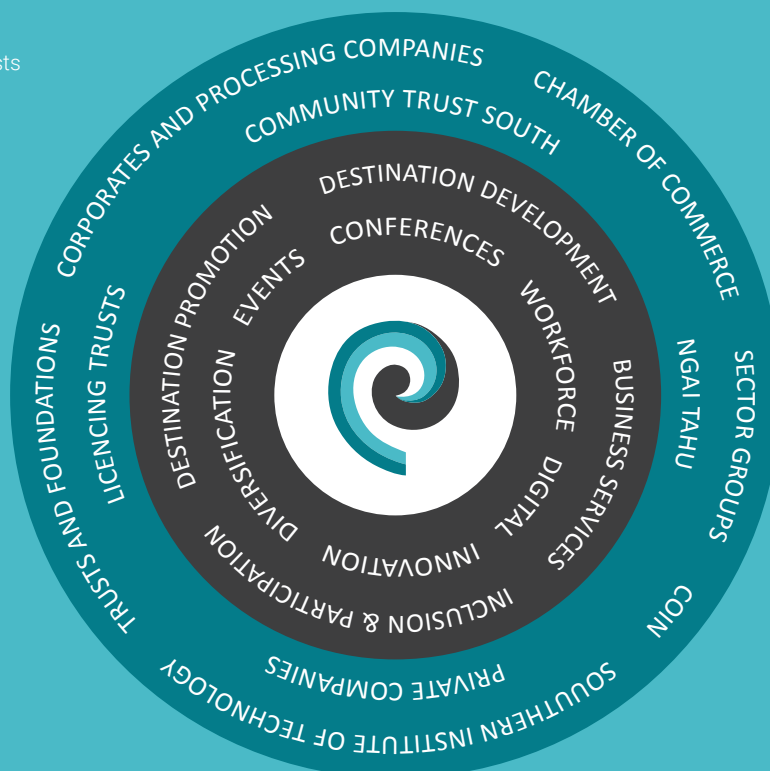 sts
CORPORATES AND PROCESSING COMPANIES
CHAMBER OF COMMERCE
SECTOR GROUPS
COIN
SOUUTHERN INSTITUTE OF TECHNOLOGY
TRUSTS AND FOUNDATIONS
COMMUNITY TRUST SOUTH
NGAI TAHU
PRIVATE COMPANIES
LICENCING TRUSTS
DESTINATION DEVELOPMENT
BUSINESS SERVICES
INCLUSION & PARTICIPATION
DESTINATION PROMOTION
CONFERENCES
WORKFORCE
DIGITAL
INNOVATION
DIVERSIFICATION
EVENTS